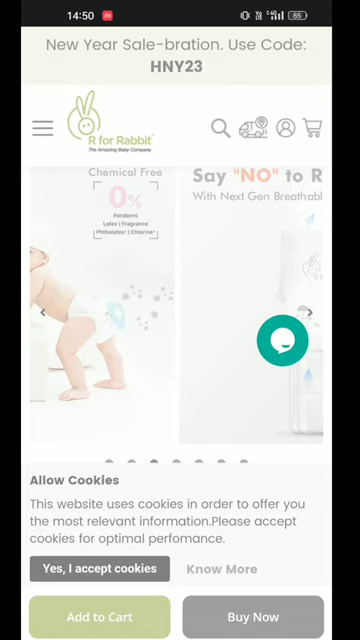 14:50
85
New Year Sale-bration. Use Code:
HNY23
R for Rabbit
The Amazing Baby Company
Chemical Free
0%
Parabens
Latex | Fragrance
Phthalates* | Chlorine*
Say "NO" to R
With Next Gen Breathabl
Allow Cookies
This website uses cookies in order to offer you
the most relevant information.Please accept
cookies for optimal perfomance.
Yes, I accept cookies
Know More
Add to Cart
Buy Now